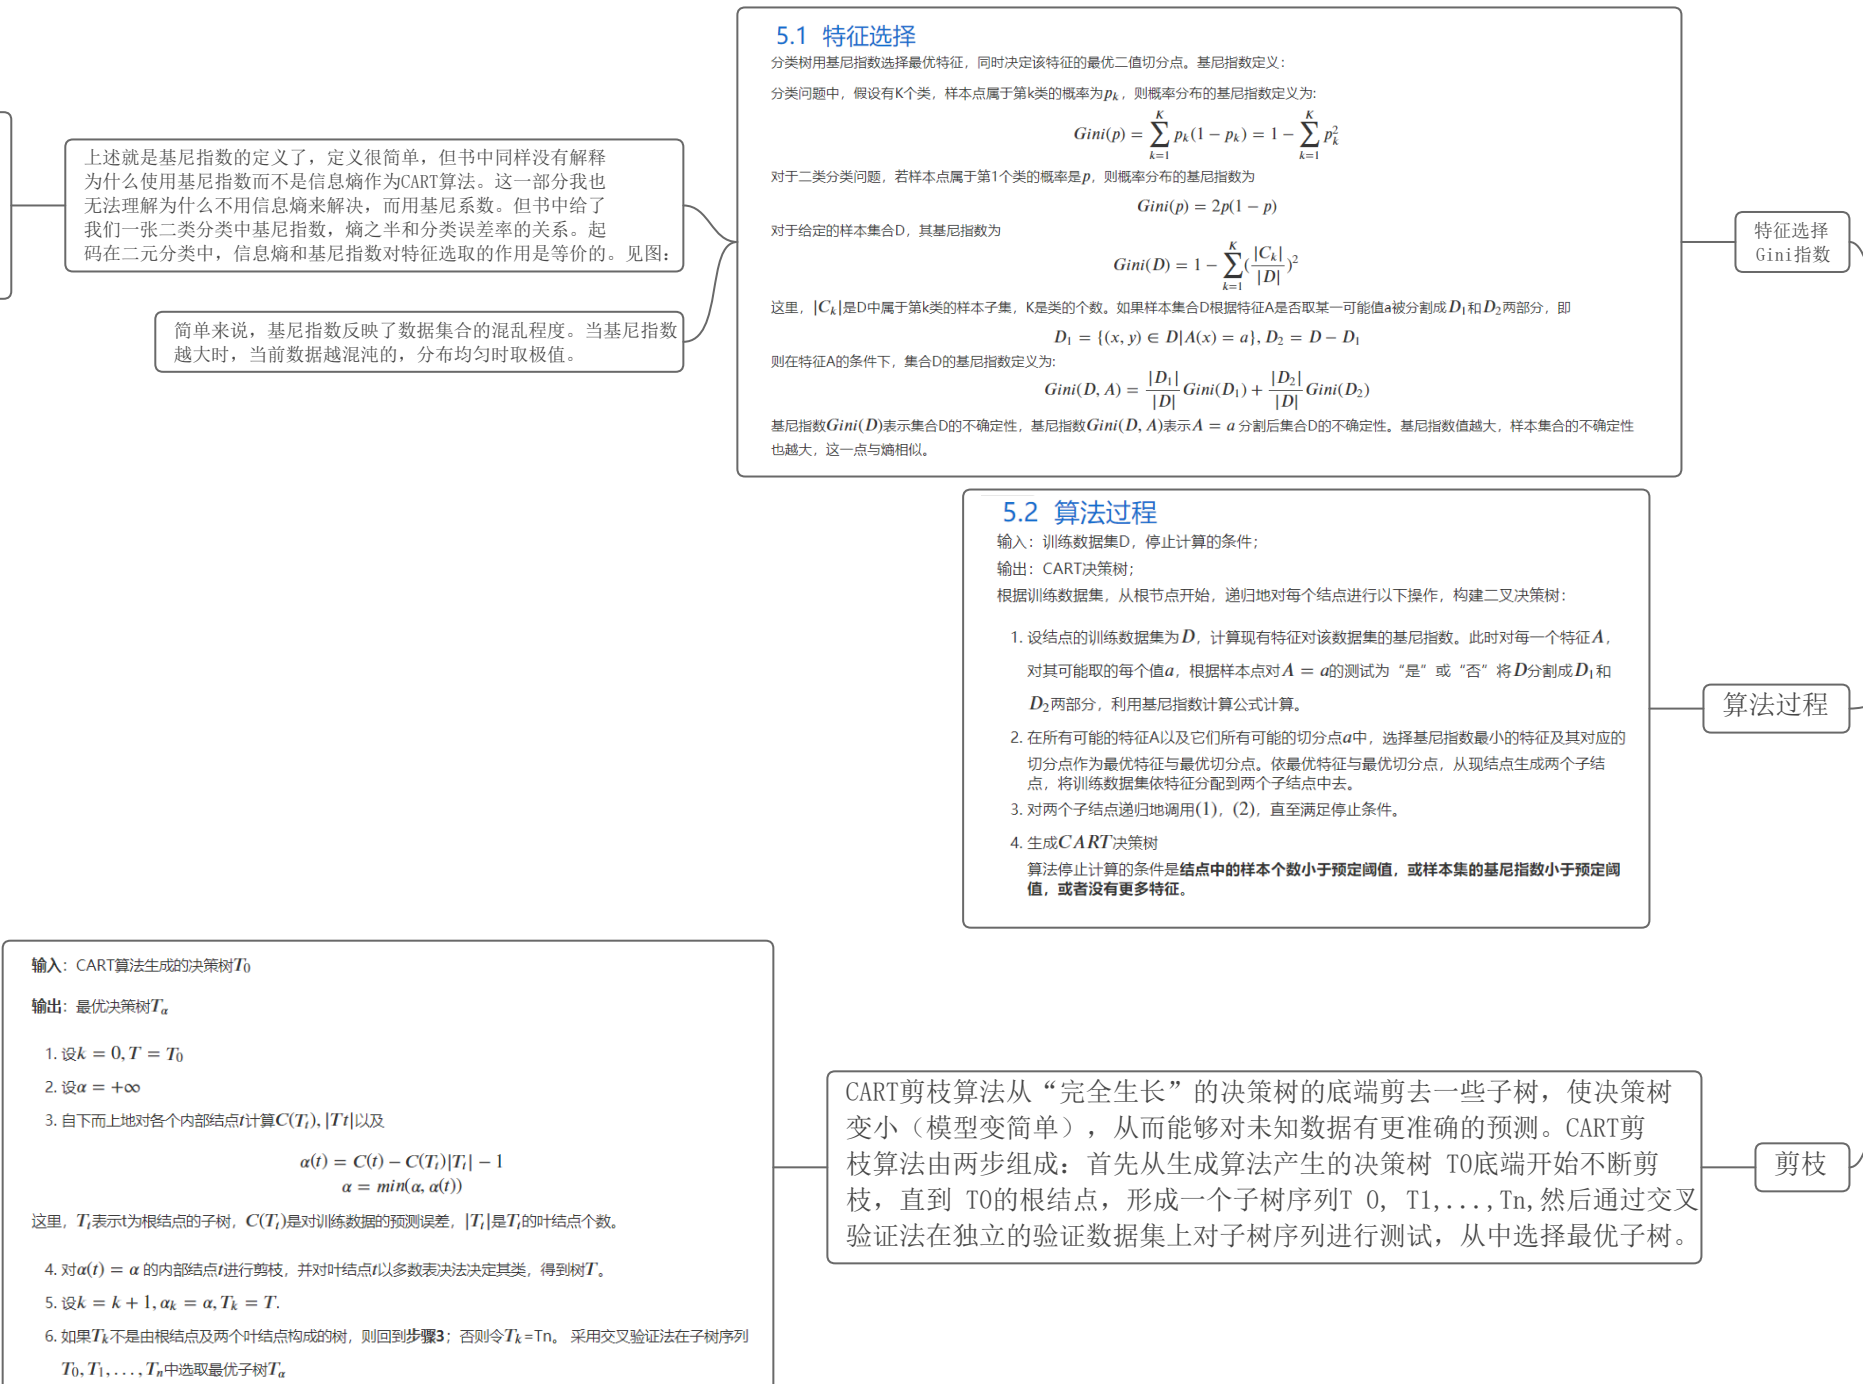 5.1 特征选择
分类树用基尼指数选择最优特征，同时决定该特征的最优二值切分点。基尼指数定义：
分类问题中，假设有K个类，样本点属于第k类的概率为p_k，则概率分布的基尼指数定义为:
Gini(p) = ∑_{k=1}^{K} p_k(1 − p_k) = 1 − ∑_{k=1}^{K} p_k^2
对于二类分类问题，若样本点属于第1个类的概率是p，则概率分布的基尼指数为
Gini(p) = 2p(1 − p)
对于给定的样本集合D，其基尼指数为
Gini(D) = 1 − ∑_{k=1}^{K} (|C_k| / |D|)^2
这里，|C_k|是D中属于第k类的样本子集，K是类的个数。如果样本集合D根据特征A是否取某一可能值a被分割成D_1和D_2两部分，即
D_1 = {(x, y) ∈ D|A(x) = a}, D_2 = D − D_1
则在特征A的条件下，集合D的基尼指数定义为:
Gini(D, A) = |D_1| / |D| Gini(D_1) + |D_2| / |D| Gini(D_2)
基尼指数Gini(D)表示集合D的不确定性，基尼指数Gini(D, A)表示A = a 分割后集合D的不确定性。基尼指数值越大，样本集合的不确定性
也越大，这一点与熵相似。
上述就是基尼指数的定义了，定义很简单，但书中同样没有解释
为什么使用基尼指数而不是信息熵作为CART算法。这一部分我也
无法理解为什么不用信息熵来解决，而用基尼系数。但书中给了
我们一张二类分类中基尼指数，熵之半和分类误差率的关系。起
码在二元分类中，信息熵和基尼指数对特征选取的作用是等价的。见图：
简单来说，基尼指数反映了数据集合的混乱程度。当基尼指数
越大时，当前数据越混沌的，分布均匀时取极值。
特征选择
Gini指数
5.2 算法过程
输入：训练数据集D，停止计算的条件；
输出：CART决策树；
根据训练数据集，从根节点开始，递归地对每个结点进行以下操作，构建二叉决策树：
1. 设结点的训练数据集为D，计算现有特征对该数据集的基尼指数。此时对每一个特征A，
对其可能取的每个值a，根据样本点对A = a的测试为“是”或“否”将D分割成D_1和
D_2两部分，利用基尼指数计算公式计算。
2. 在所有可能的特征A以及它们所有可能的切分点a中，选择基尼指数最小的特征及其对应的
切分点作为最优特征与最优切分点。依最优特征与最优切分点，从现结点生成两个子结
点，将训练数据集依特征分配到两个子结点中去。
3. 对两个子结点递归地调用(1)，(2)，直至满足停止条件。
4. 生成CART决策树
算法停止计算的条件是结点中的样本个数小于预定阈值，或样本集的基尼指数小于预定阈
值，或者没有更多特征。
算法过程
输入：CART算法生成的决策树T_0
输出：最优决策树T_α
1. 设k = 0, T = T_0
2. 设α = +∞
3. 自下而上地对各个内部结点t计算C(T_t), |Tt|以及
α(t) = C(t) − C(T_t)|T_t| − 1
α = min(α, α(t))
这里，T_t表示t为根结点的子树，C(T_t)是对训练数据的预测误差，|T_t|是T_t的叶结点个数。
4. 对α(t) = α 的内部结点t进行剪枝，并对叶结点t以多数表决法决定其类，得到树T。
5. 设k = k + 1, α_k = α, T_k = T.
6. 如果T_k不是由根结点及两个叶结点构成的树，则回到步骤3；否则令T_k=Tn。 采用交叉验证法在子树序列
T_0, T_1, . . . , T_n中选取最优子树T_α
CART剪枝算法从“完全生长”的决策树的底端剪去一些子树，使决策树
变小（模型变简单），从而能够对未知数据有更准确的预测。CART剪
枝算法由两步组成：首先从生成算法产生的决策树 T0底端开始不断剪
枝，直到 T0的根结点，形成一个子树序列T 0, T1,...,Tn,然后通过交叉
验证法在独立的验证数据集上对子树序列进行测试，从中选择最优子树。
剪枝